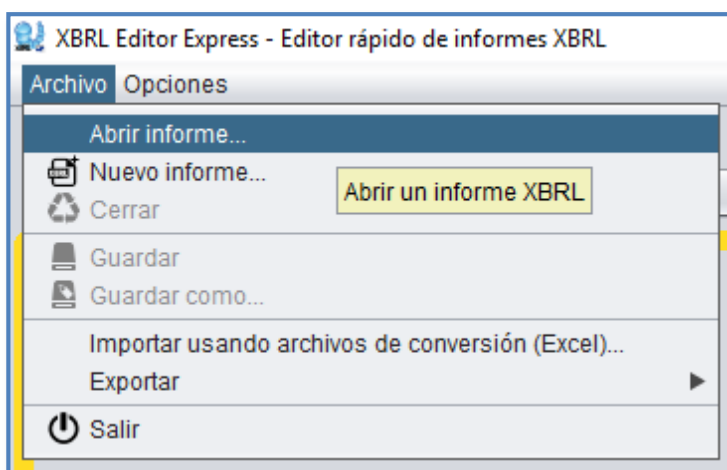 XBRL Editor Express - Editor rápido de informes XBRL
Archivo Opciones
Abrir informe...
Nuevo informe...
Abrir un informe XBRL
Cerrar
Guardar
Guardar como...
Importar usando archivos de conversión (Excel)...
Exportar
Salir